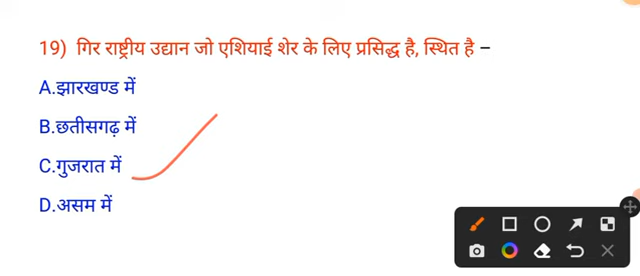 19) गिर राष्ट्रीय उद्यान जो एशियाई शेर के लिए प्रसिद्ध है, स्थित है –
A.झारखण्ड में
B.छतीसगढ़ में
C.गुजरात में
D.असम में